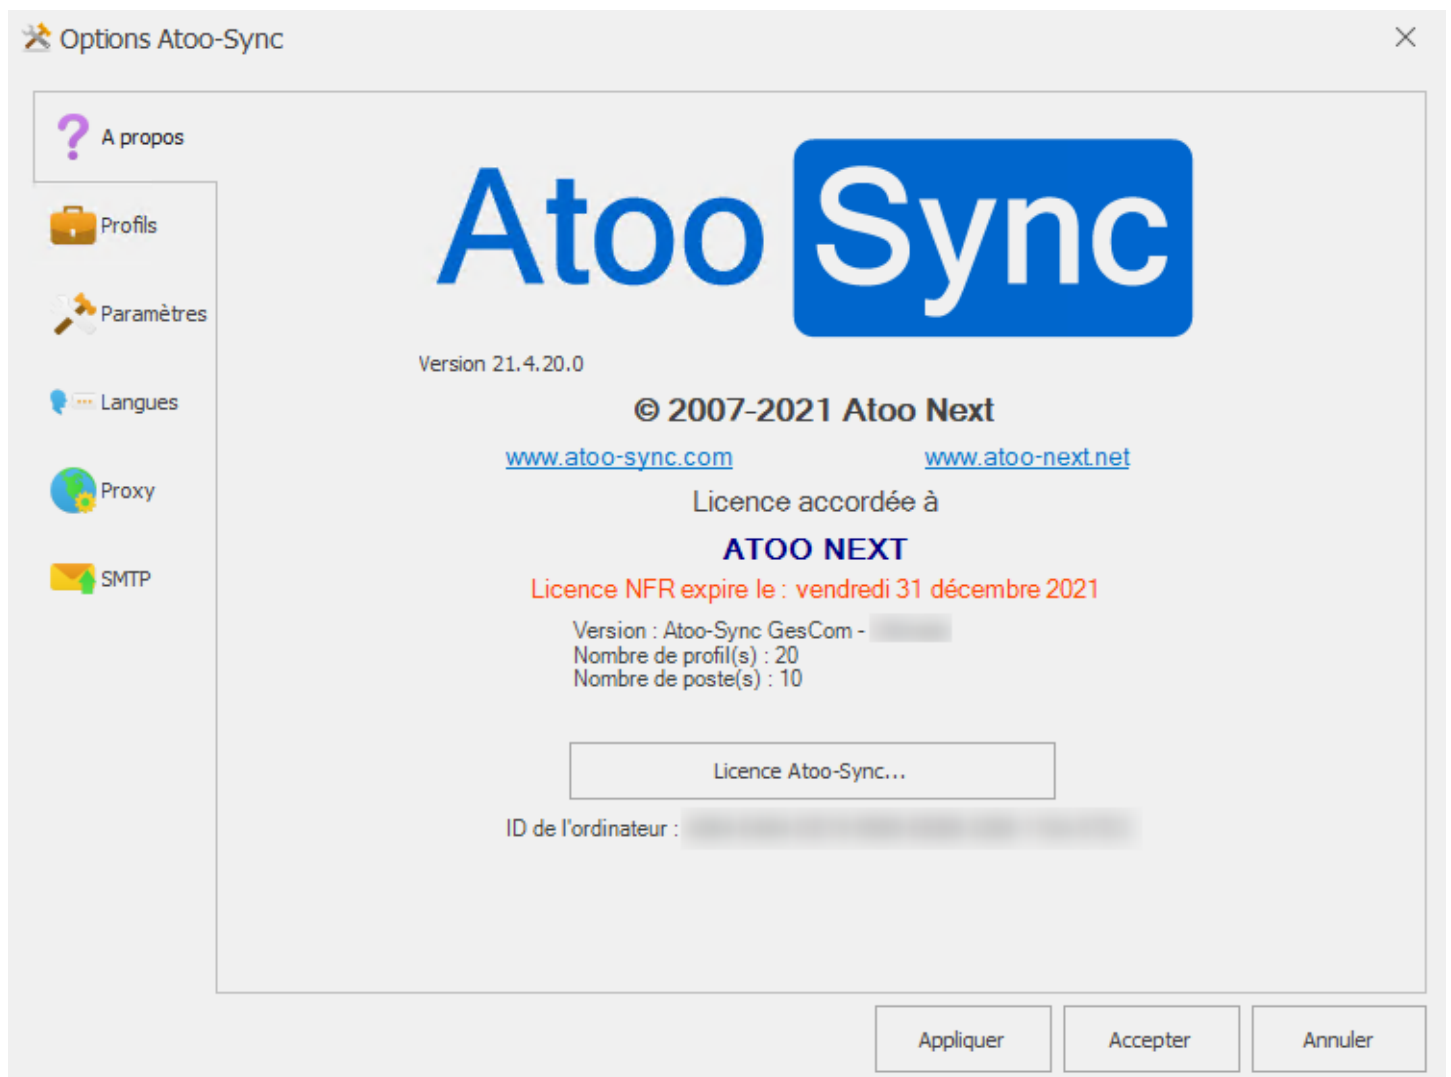 Options Atoo-Sync
A propos
Profils
Paramètres
Langues
Proxy
SMTP
Atoo Sync
Version 21.4.20.0
© 2007-2021 Atoo Next
www.atoo-sync.com www.atoo-next.net
Licence accordée à
ATOO NEXT
Licence NFR expire le : vendredi 31 décembre 2021
Version : Atoo-Sync GesCom -
Nombre de profil(s) : 20
Nombre de poste(s) : 10
Licence Atoo-Sync...
ID de l'ordinateur :
Appliquer Accepter Annuler